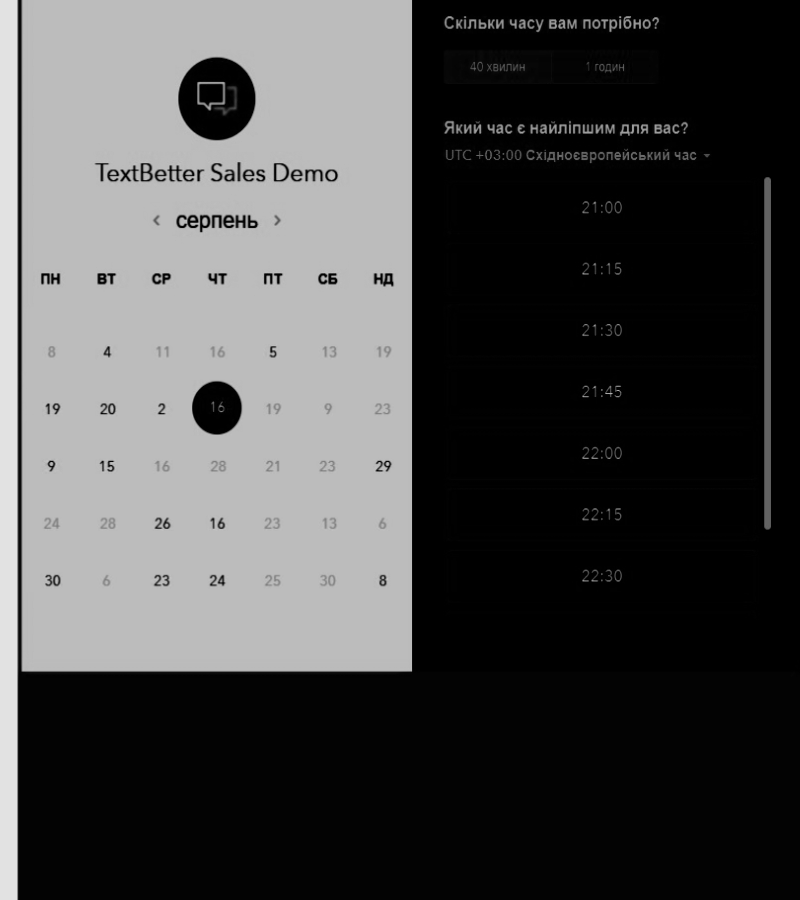 TextBetter Sales Demo
серпень
ПН ВТ СР ЧТ ПТ СБ НД
8 4 11 16 5 13 19
19 20 2 16 19 9 23
9 15 16 28 21 23 29
24 28 26 16 23 13 6
30 6 23 24 25 30 8
Скільки часу вам потрібно?
40 хвилин 1 годин
Який час є найліпшим для вас?
UTC +03:00 Східноєвропейський час
21:00
21:15
21:30
21:45
22:00
22:15
22:30